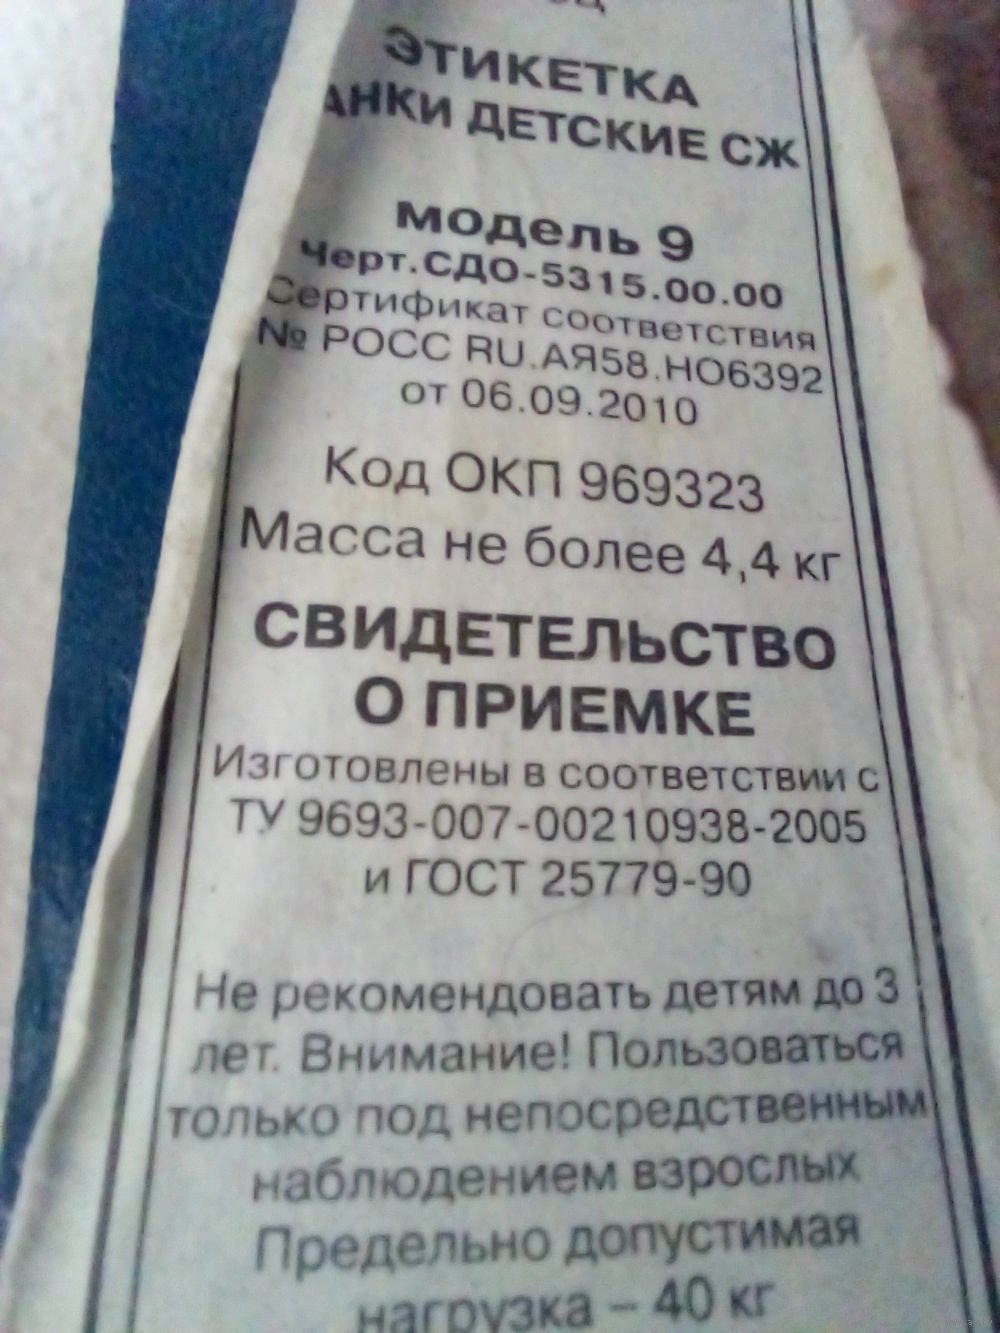 ЭТИКЕТКА
АНКИ ДЕТСКИЕ СЖ
модель 9
Черт.СДО-5315.00.00
Сертификат соответствия
№ РОСС RU.АЯ58.НО6392
от 06.09.2010
Код ОКП 969323
Масса не более 4,4 кг
СВИДЕТЕЛЬСТВО
О ПРИЕМКЕ
Изготовлены в соответствии с
ТУ 9693-007-00210938-2005
и ГОСТ 25779-90
Не рекомендовать детям до 3
лет. Внимание! Пользоваться
только под непосредственным
наблюдением взрослых
Предельно допустимая
нагрузка – 40 кг